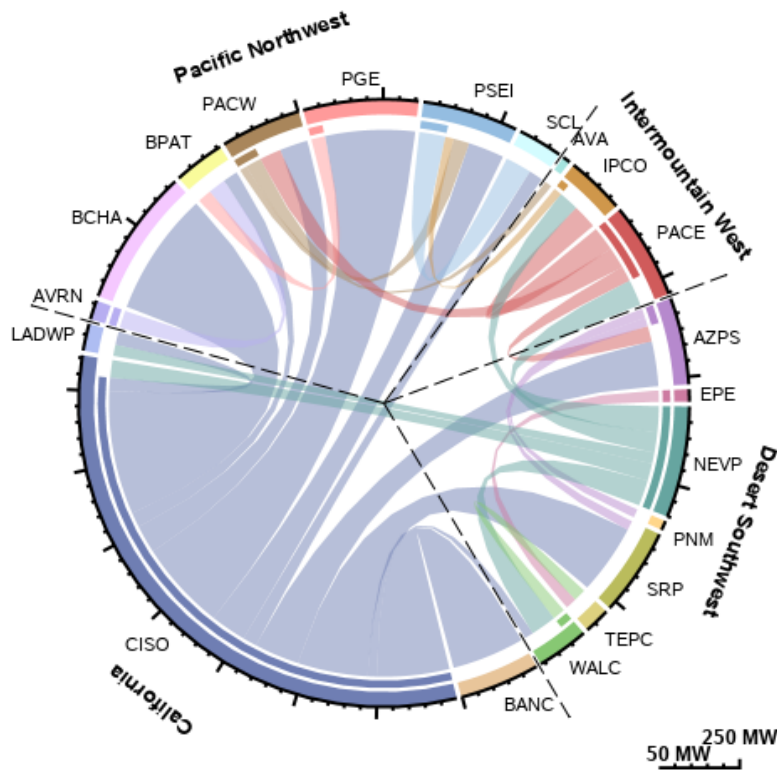 Pacific Northwest
PGE
PSEI
PACW
SCL
AVA
Intermountain West
BPAT
IPCO
BCHA
PACE
AVRN
LADWP
AZPS
EPE
NEVP
Desert Southwest
PNM
SRP
TEPC
CISO
WALC
California
BANC
250 MW
50 MW